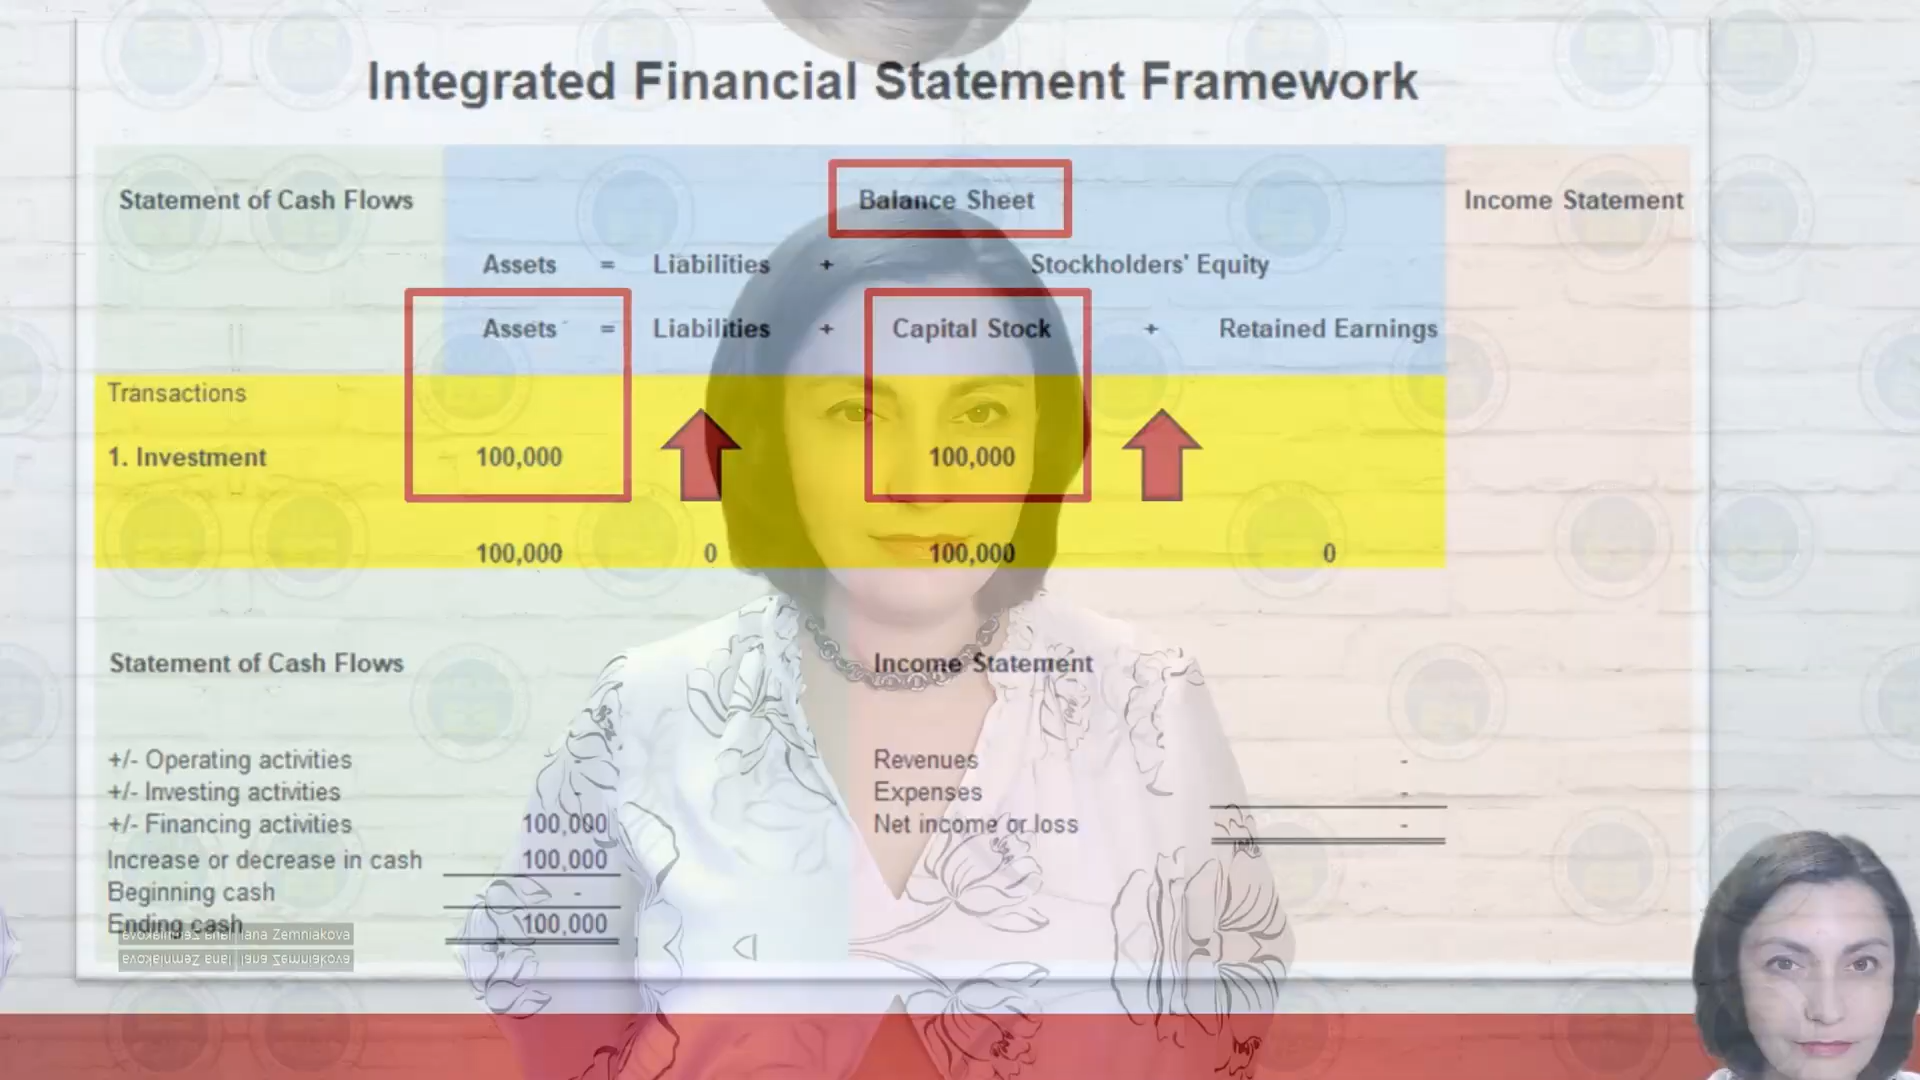 Integrated Financial Statement Framework
Statement of Cash Flows Balance Sheet Income Statement
Assets = Liabilities + Stockholders' Equity
Assets = Liabilities + Capital Stock + Retained Earnings
Transactions
1. Investment 100,000 100,000
100,000 0 100,000 0
Statement of Cash Flows Income Statement
+/- Operating activities - Revenues -
+/- Investing activities - Expenses -
+/- Financing activities 100,000 Net income or loss -
Increase or decrease in cash 100,000
Beginning cash -
Ending cash 100,000
Iana Zemniakova